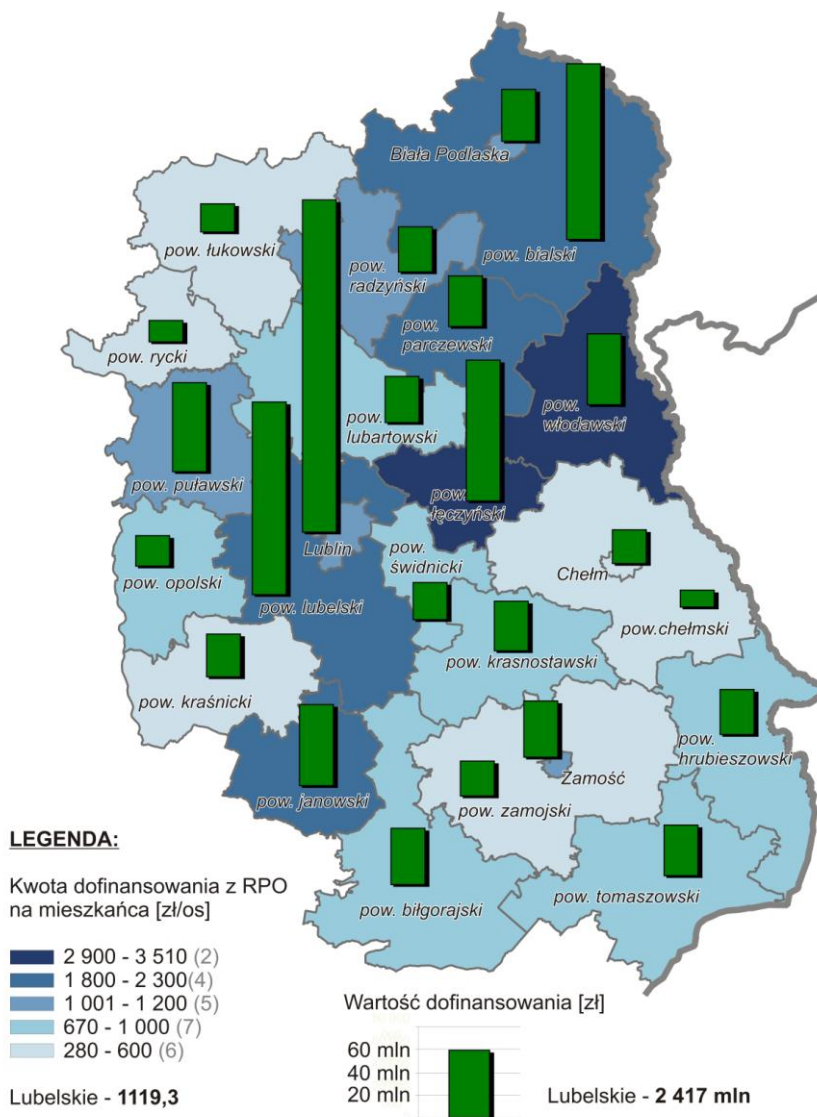 Biała Podlaska
pow. łukowski
pow.
radzyński
pow. bialski
pow. rycki
pow.
parczewski
pow.
lubartowski
pow.
włodawski
pow. puławski
pow.
łęczyński
Lublin
pow.
świdnicki
Chełm
pow. opolski
pow. lubelski
pow.chełmski
pow. krasnostawski
pow. kraśnicki
pow.
hrubieszowski
Zamość
pow. janowski
pow. zamojski
pow. tomaszowski
pow. biłgorajski
LEGENDA:
Kwota dofinansowania z RPO
na mieszkańca [zł/os]
2 900 - 3 510 (2)
1 800 - 2 300(4)
1 001 - 1 200 (5)
670 - 1 000 (7)
280 - 600 (6)
Lubelskie - 1119,3
Wartość dofinansowania [zł]
60 mln
40 mln
20 mln
Lubelskie - 2 417 mln